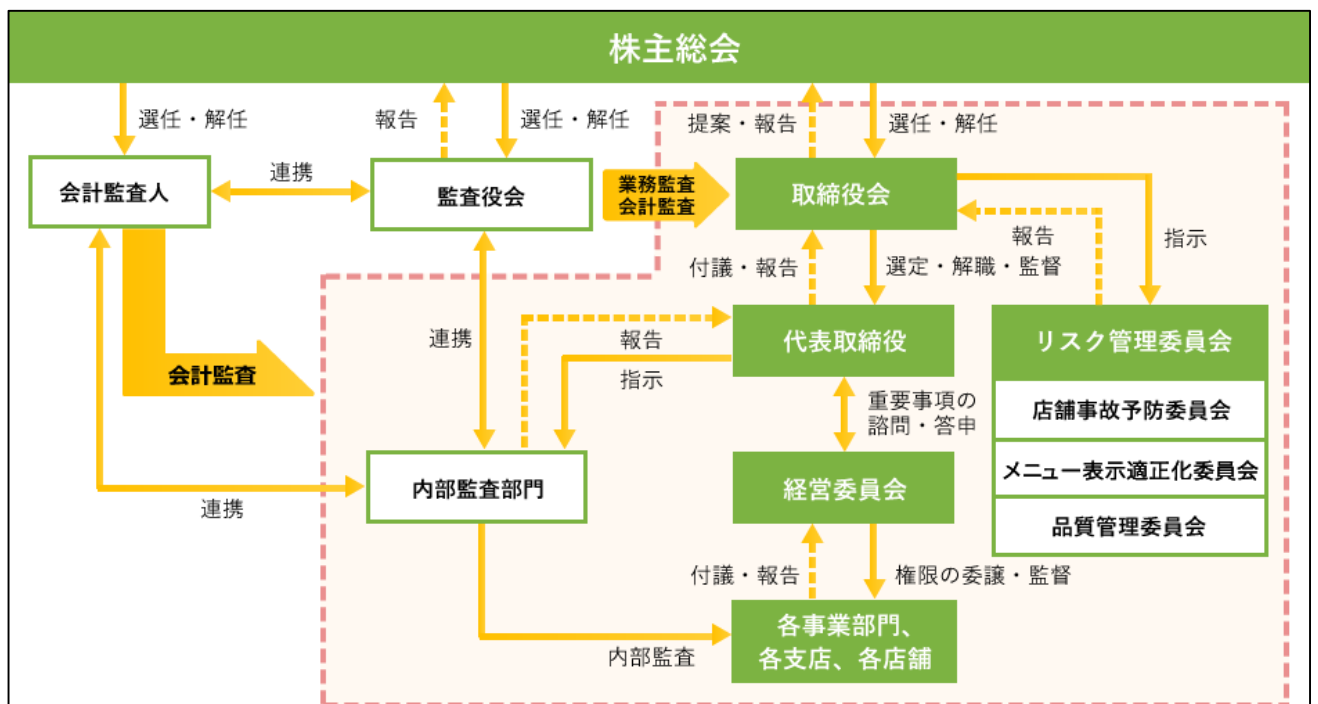 株主総会
選任・解任
報告
選任・解任
提案・報告
選任・解任
会計監査人
連携
監査役会
業務監査
会計監査
取締役会
報告
指示
付議・報告
選定・解職・監督
連携
報告
指示
代表取締役
リスク管理委員会
会計監査
重要事項の
諮問・答申
店舗事故予防委員会
メニュー表示適正化委員会
品質管理委員会
連携
内部監査部門
経営委員会
付議・報告
権限の委譲・監督
内部監査
各事業部門、
各支店、各店舗